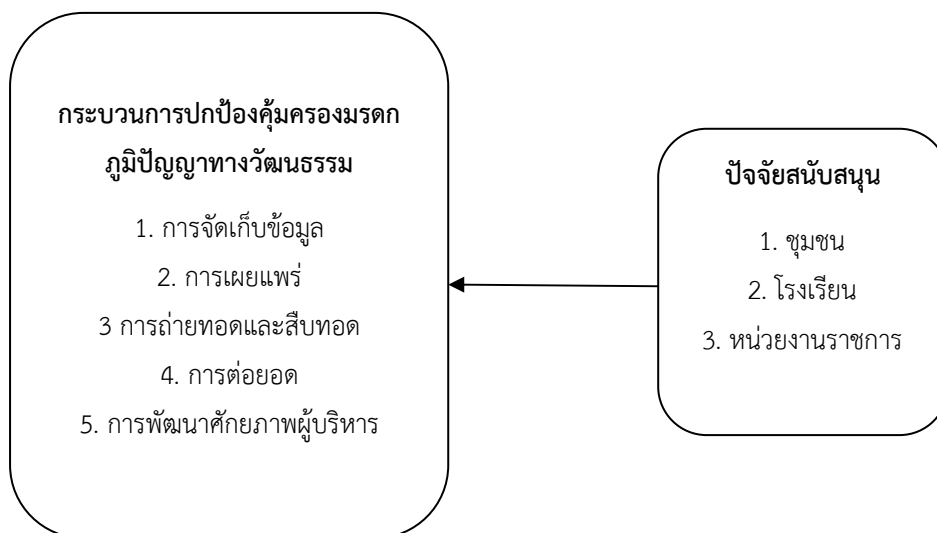 กระบวนการปกป้องคุ้มครองมรดก
ภูมิปัญญาทางวัฒนธรรม
1. การจัดเก็บข้อมูล
2. การเผยแพร่
3 การถ่ายทอดและสืบทอด
4. การต่อยอด
5. การพัฒนาศักยภาพผู้บริหาร
ปัจจัยสนับสนุน
1. ชุมชน
2. โรงเรียน
3. หน่วยงานราชการ